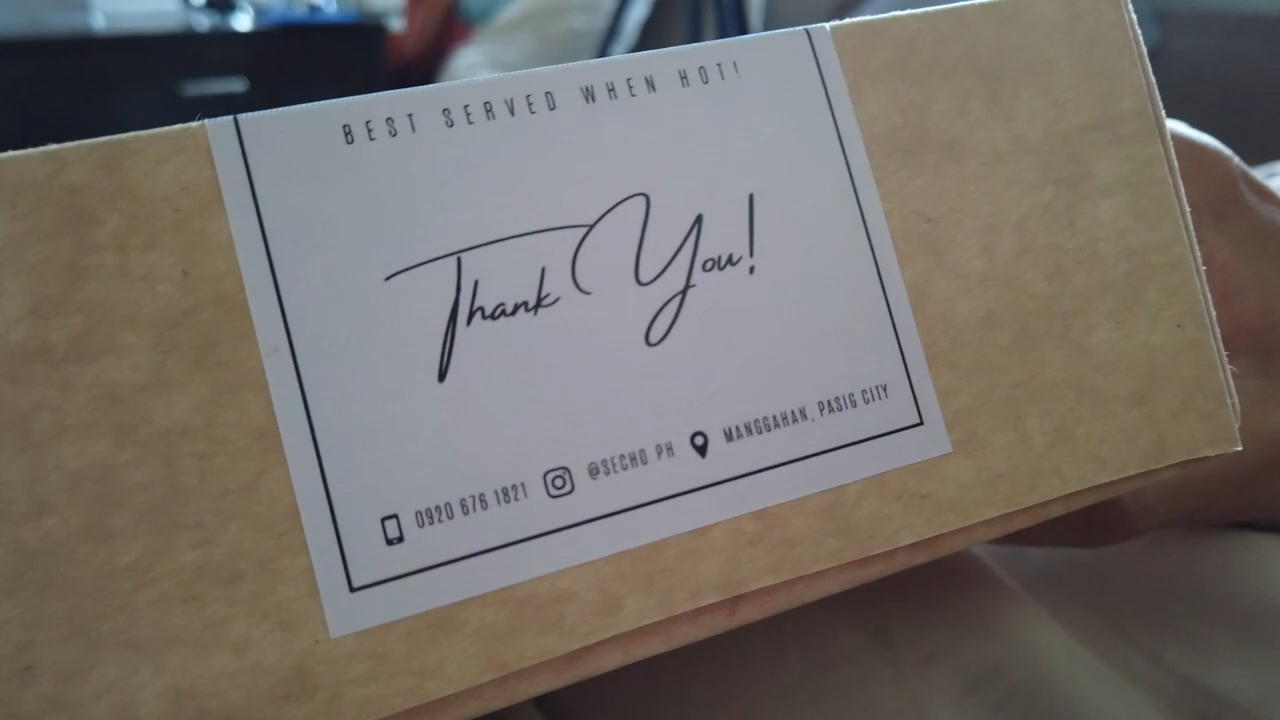 BEST SERVED WHEN HOT!
Thank You!
0920 676 1821 @SECHO.PH MANGGAHAN, PASIG CITY